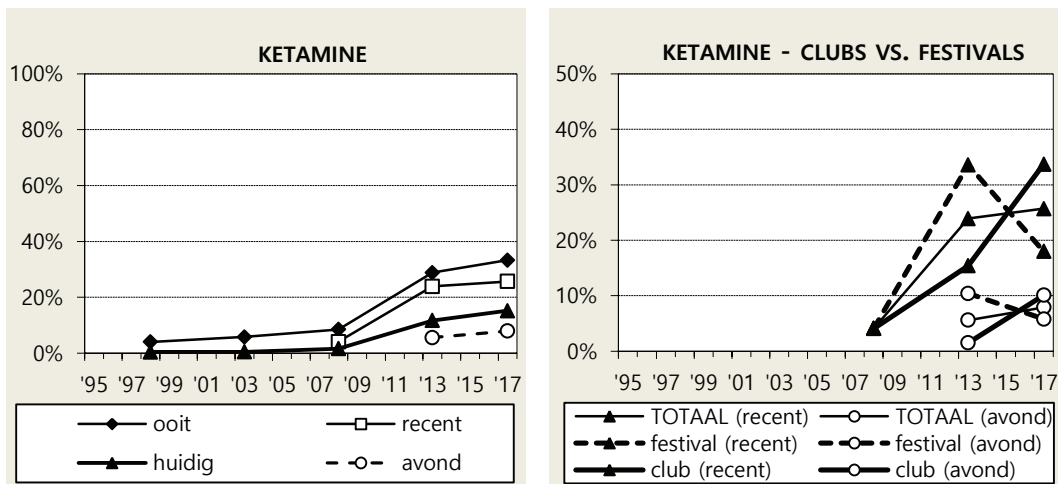 KETAMINE
100%
80%
60%
40%
20%
0%
'95 '97 '99 '01 '03 '05 '07 '09 '11 '13 '15 '17
ooit
recent
huidig
avond
KETAMINE - CLUBS VS. FESTIVALS
50%
40%
30%
20%
10%
0%
'95 '97 '99 '01 '03 '05 '07 '09 '11 '13 '15 '17
TOTAAL (recent)
TOTAAL (avond)
festival (recent)
festival (avond)
club (recent)
club (avond)